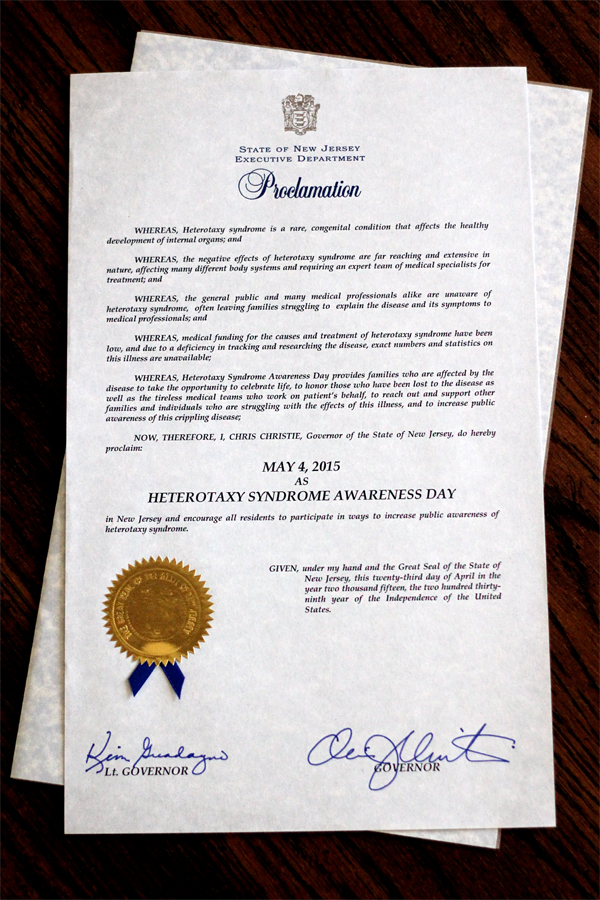 STATE OF NEW JERSEY
EXECUTIVE DEPARTMENT
Proclamation
WHEREAS, Heterotaxy syndrome is a rare, congenital condition that affects the healthy
development of internal organs; and
WHEREAS, the negative effects of heterotaxy syndrome are far reaching and extensive in
nature, affecting many different body systems and requiring an expert team of medical specialists for
treatment; and
WHEREAS, the general public and many medical professionals alike are unaware of
heterotaxy syndrome, often leaving families struggling to explain the disease and its symptoms to
medical professionals; and
WHEREAS, medical funding for the causes and treatment of heterotaxy syndrome have been
low, and due to a deficiency in tracking and researching the disease, exact numbers and statistics on
this illness are unavailable;
WHEREAS, Heterotaxy Syndrome Awareness Day provides families who are affected by the
disease to take the opportunity to celebrate life, to honor those who have been lost to the disease as
well as the tireless medical teams who work on patient's behalf, to reach out and support other
families and individuals who are struggling with the effects of this illness, and to increase public
awareness of this crippling disease;
NOW, THEREFORE, I, CHRIS CHRISTIE, Governor of the State of New Jersey, do hereby
proclaim:
MAY 4, 2015
AS
HETEROTAXY SYNDROME AWARENESS DAY
in New Jersey and encourage all residents to participate in ways to increase public awareness of
heterotaxy syndrome.
GIVEN, under my hand and the Great Seal of the State of
New Jersey, this twenty-third day of April in the
year two thousand fifteen, the two hundred thirty-
ninth year of the Independence of the United
States.
THE GREAT SEAL OF THE STATE OF NEW JERSEY
Kim Guadagno
Lt. GOVERNOR
GOVERNOR